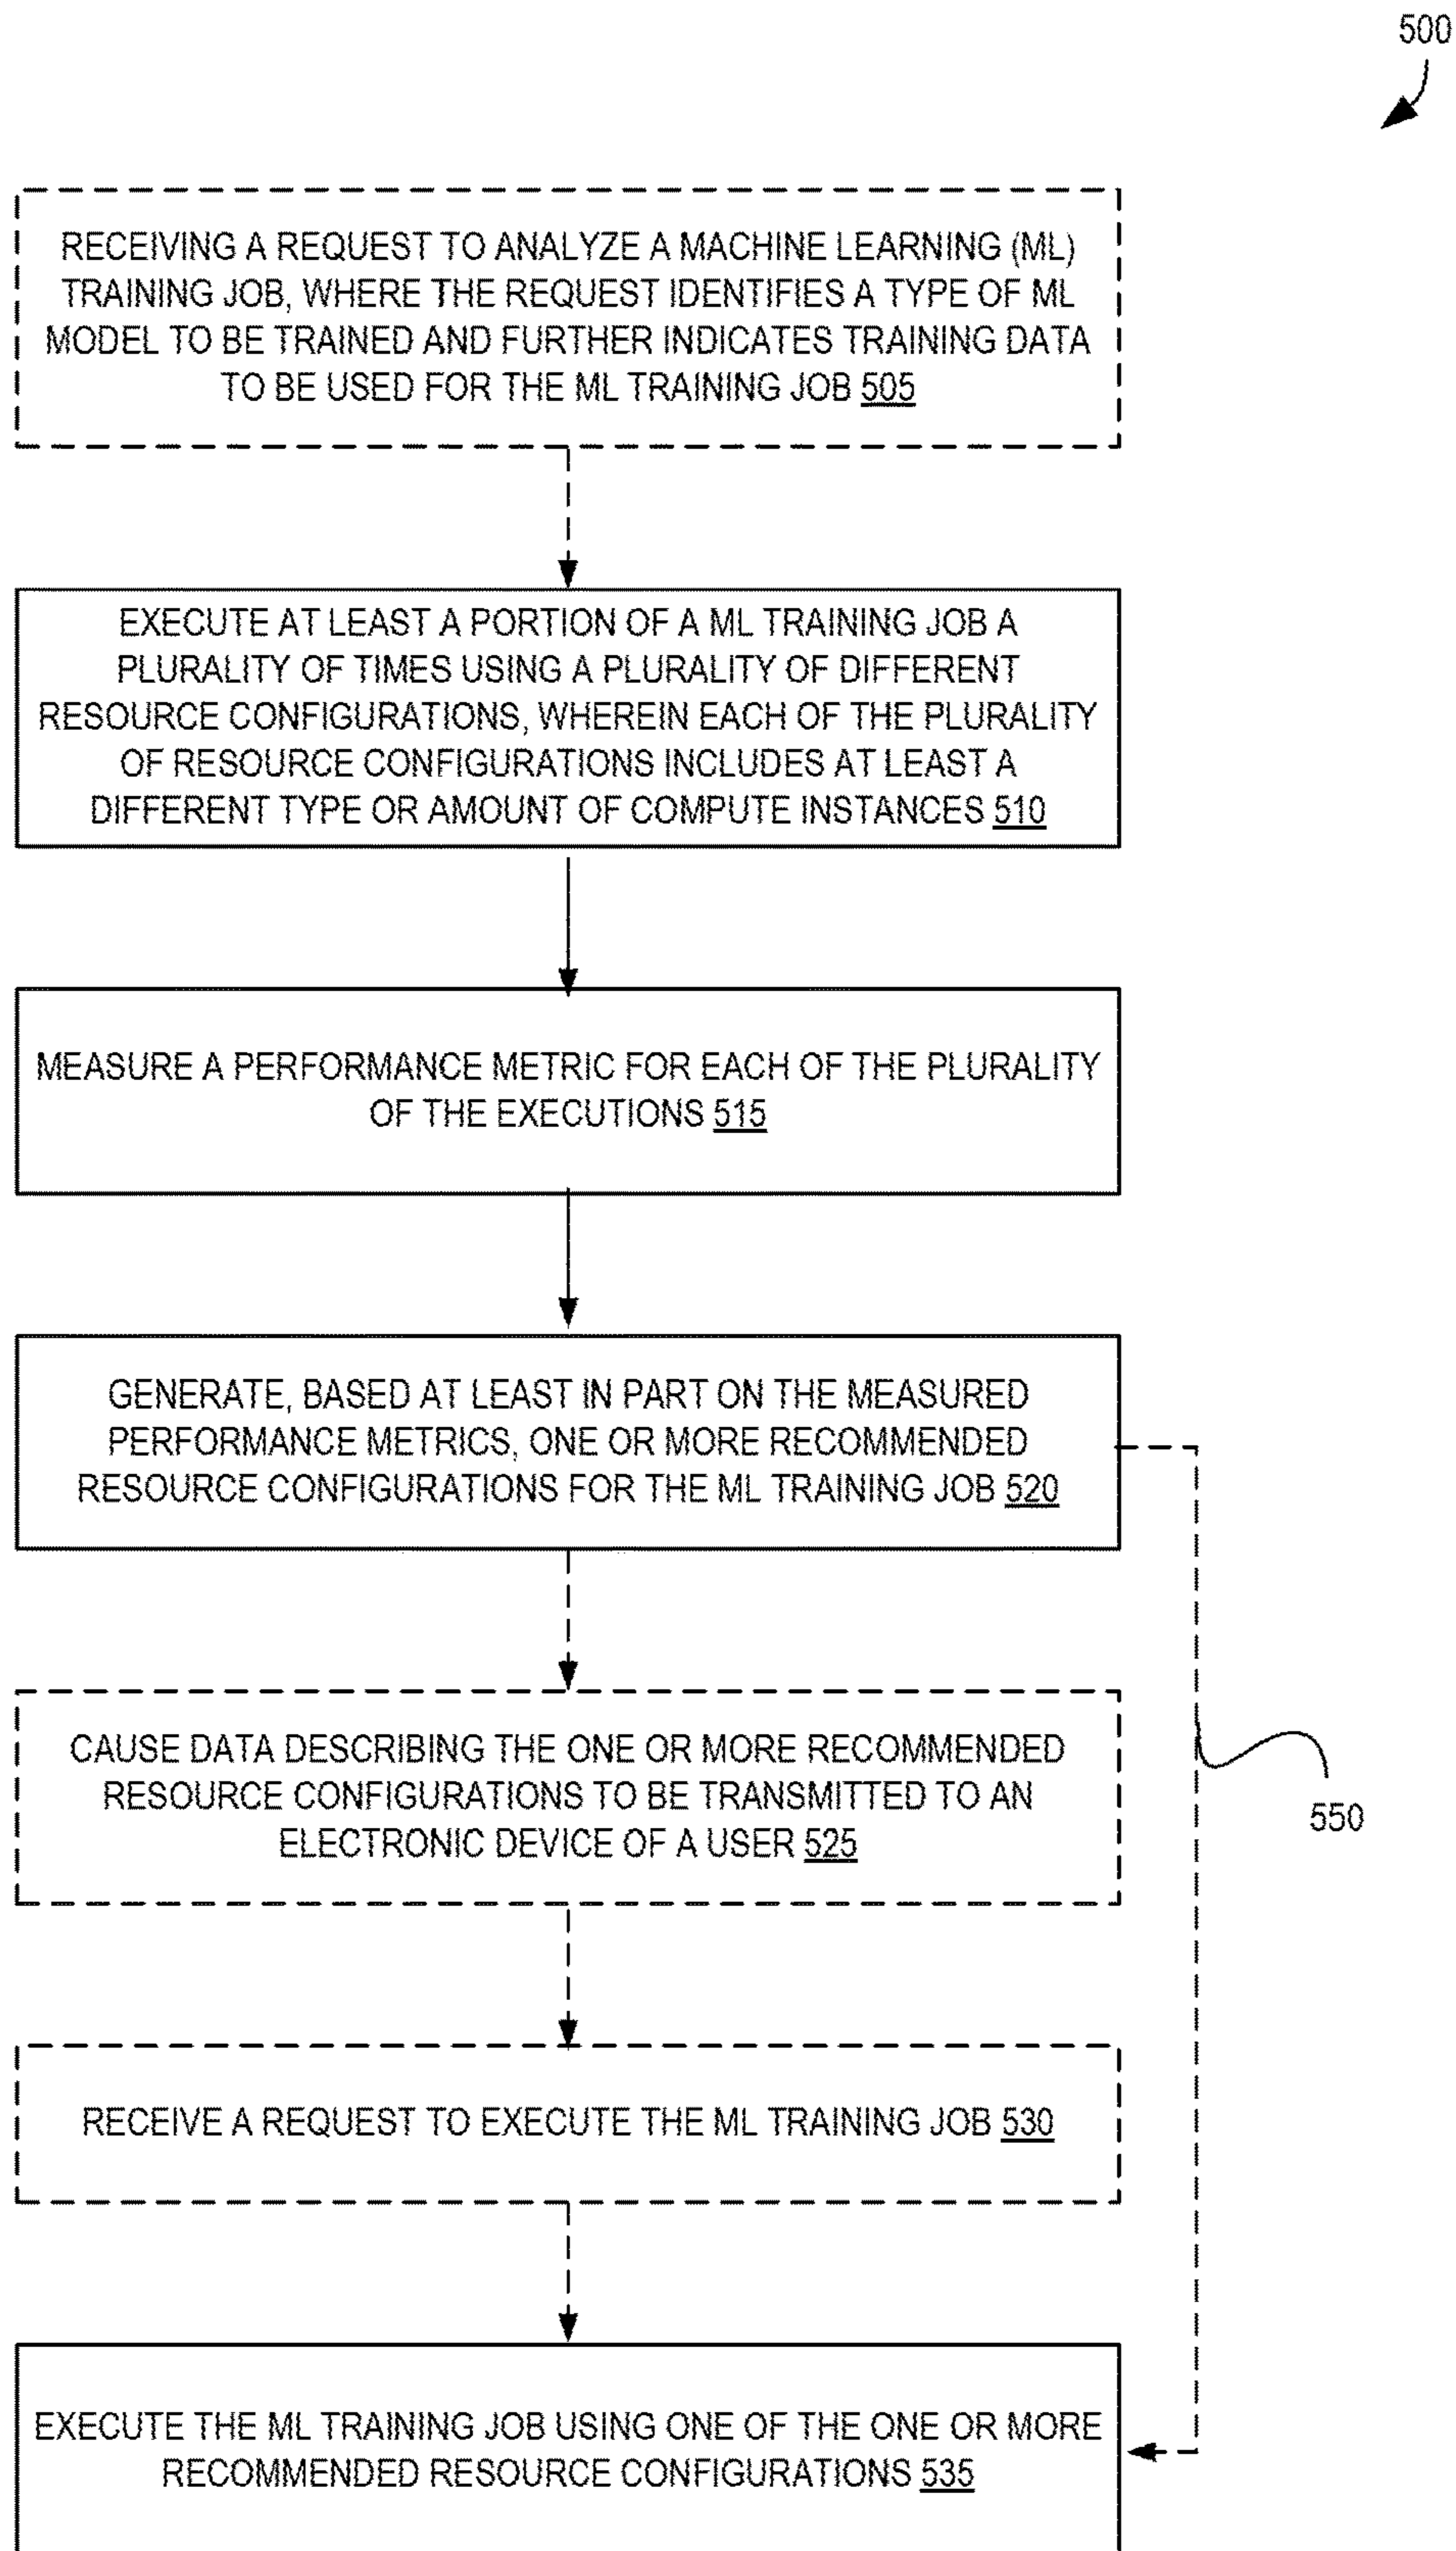 500
RECEIVING A REQUEST TO ANALYZE A MACHINE LEARNING (ML)
TRAINING JOB, WHERE THE REQUEST IDENTIFIES A TYPE OF ML
MODEL TO BE TRAINED AND FURTHER INDICATES TRAINING DATA
TO BE USED FOR THE ML TRAINING JOB 505
EXECUTE AT LEAST A PORTION OF A ML TRAINING JOB A
PLURALITY OF TIMES USING A PLURALITY OF DIFFERENT
RESOURCE CONFIGURATIONS, WHEREIN EACH OF THE PLURALITY
OF RESOURCE CONFIGURATIONS INCLUDES AT LEAST A
DIFFERENT TYPE OR AMOUNT OF COMPUTE INSTANCES 510
MEASURE A PERFORMANCE METRIC FOR EACH OF THE PLURALITY
OF THE EXECUTIONS 515
GENERATE, BASED AT LEAST IN PART ON THE MEASURED
PERFORMANCE METRICS, ONE OR MORE RECOMMENDED
RESOURCE CONFIGURATIONS FOR THE ML TRAINING JOB 520
CAUSE DATA DESCRIBING THE ONE OR MORE RECOMMENDED
RESOURCE CONFIGURATIONS TO BE TRANSMITTED TO AN
ELECTRONIC DEVICE OF A USER 525
550
RECEIVE A REQUEST TO EXECUTE THE ML TRAINING JOB 530
EXECUTE THE ML TRAINING JOB USING ONE OF THE ONE OR MORE
RECOMMENDED RESOURCE CONFIGURATIONS 535